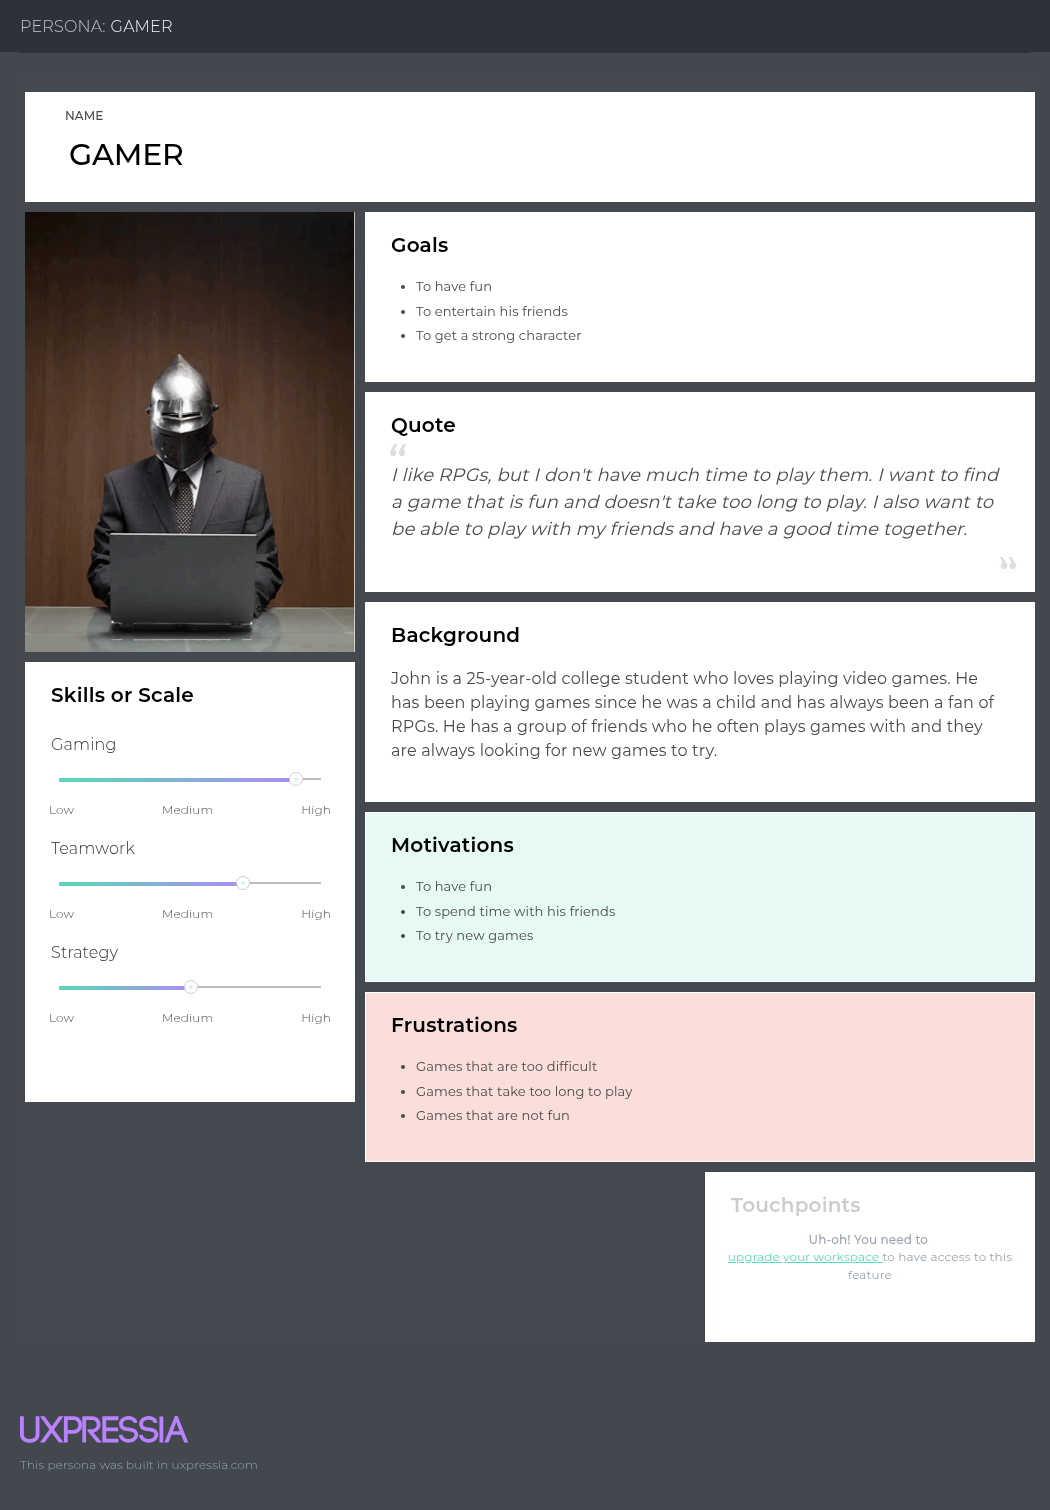 PERSONA: GAMER
NAME
GAMER
Goals
To have fun
To entertain his friends
To get a strong character
Quote
“
I like RPGs, but I don't have much time to play them. I want to find
a game that is fun and doesn't take too long to play. I also want to
be able to play with my friends and have a good time together.
”
Background
John is a 25-year-old college student who loves playing video games. He
has been playing games since he was a child and has always been a fan of
RPGs. He has a group of friends who he often plays games with and they
are always looking for new games to try.
Skills or Scale
Gaming
Low Medium High
Teamwork
Low Medium High
Strategy
Low Medium High
Motivations
To have fun
To spend time with his friends
To try new games
Frustrations
Games that are too difficult
Games that take too long to play
Games that are not fun
Touchpoints
Uh-oh! You need to
upgrade your workspace to have access to this
feature
UXPRESSIA
This persona was built in uxpressia.com